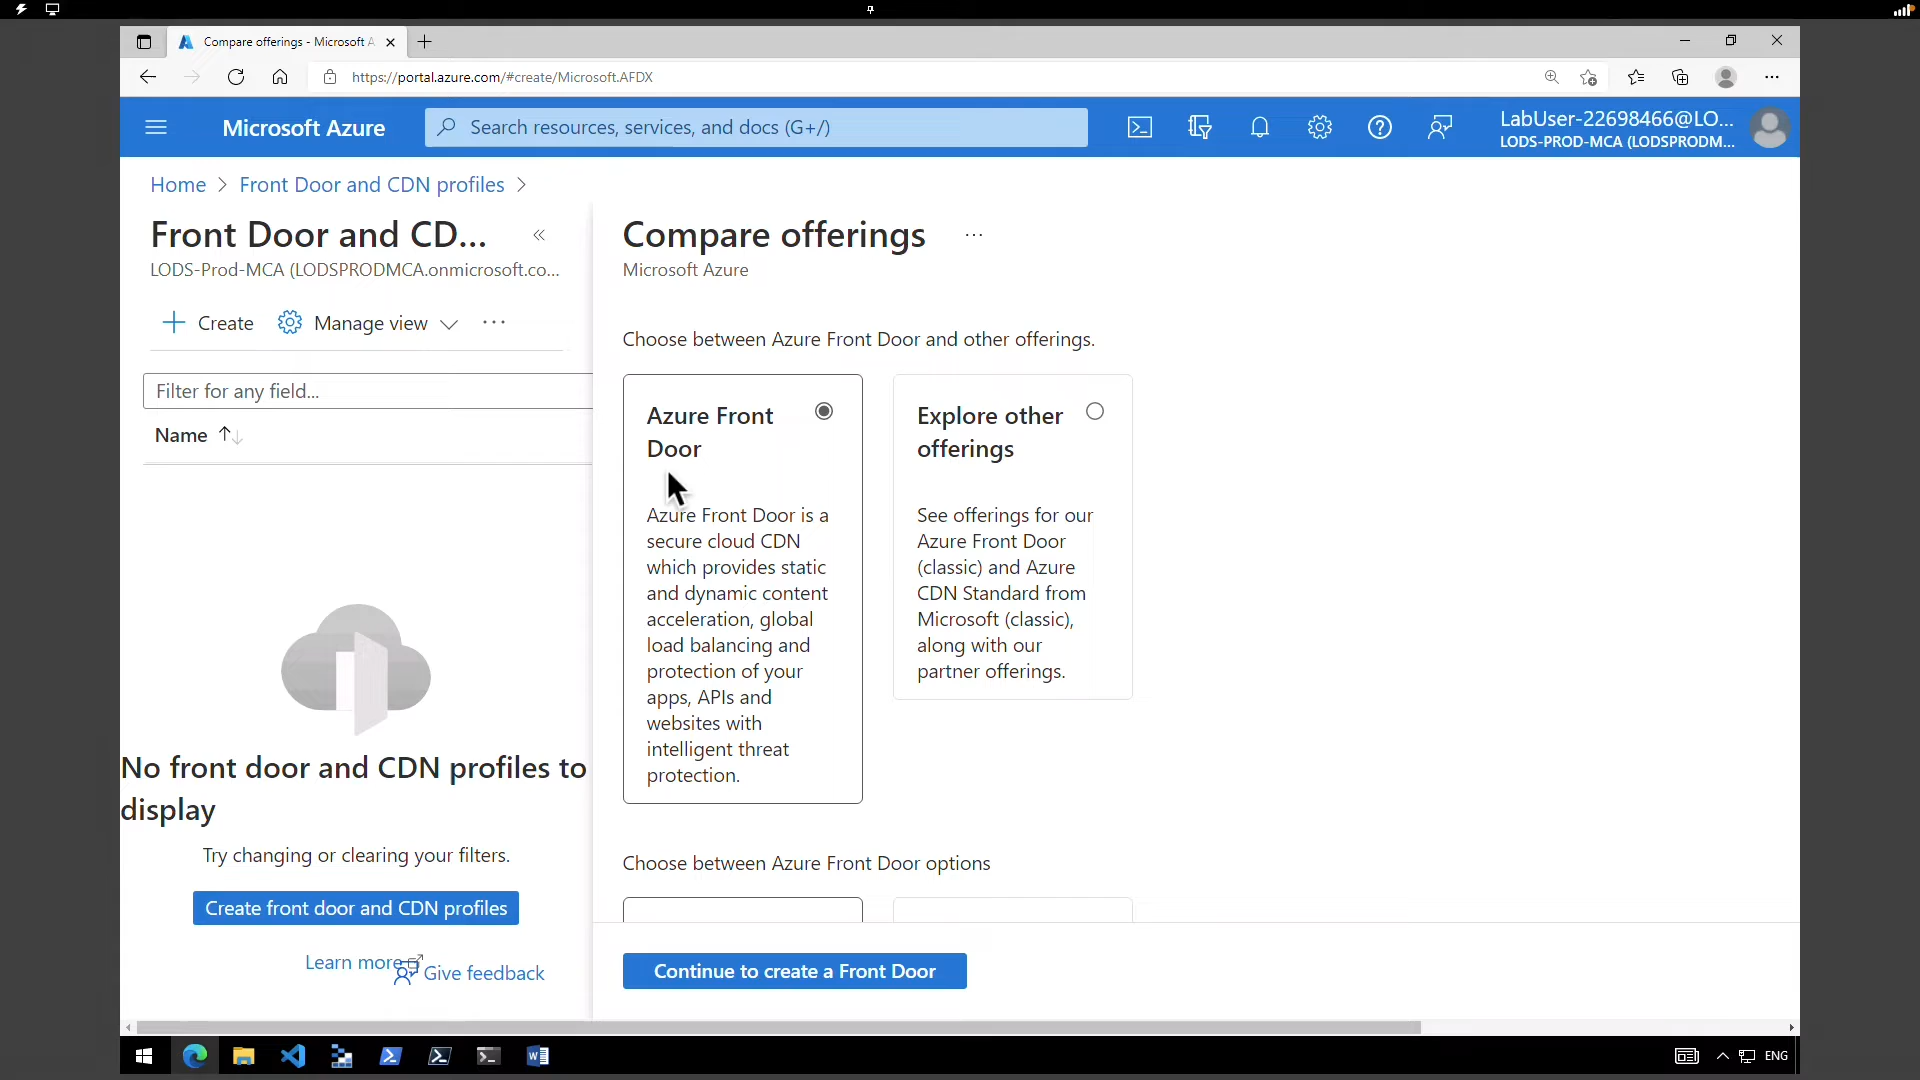 Compare offerings - Microsoft A
https://portal.azure.com/#create/Microsoft.AFDX
Microsoft Azure
Search resources, services, and docs (G+/)
LabUser-22698466@LO...
LODS-PROD-MCA (LODSPRODM...
Home > Front Door and CDN profiles >
Front Door and CD...
LODS-Prod-MCA (LODSPRODMCA.onmicrosoft.co...
Create
Manage view
Filter for any field...
Name
No front door and CDN profiles to
display
Try changing or clearing your filters.
Create front door and CDN profiles
Learn more
Give feedback
Compare offerings
Microsoft Azure
Choose between Azure Front Door and other offerings.
Azure Front
Door
Azure Front Door is a
secure cloud CDN
which provides static
and dynamic content
acceleration, global
load balancing and
protection of your
apps, APIs and
websites with
intelligent threat
protection.
Explore other
offerings
See offerings for our
Azure Front Door
(classic) and Azure
CDN Standard from
Microsoft (classic),
along with our
partner offerings.
Choose between Azure Front Door options
Continue to create a Front Door
ENG